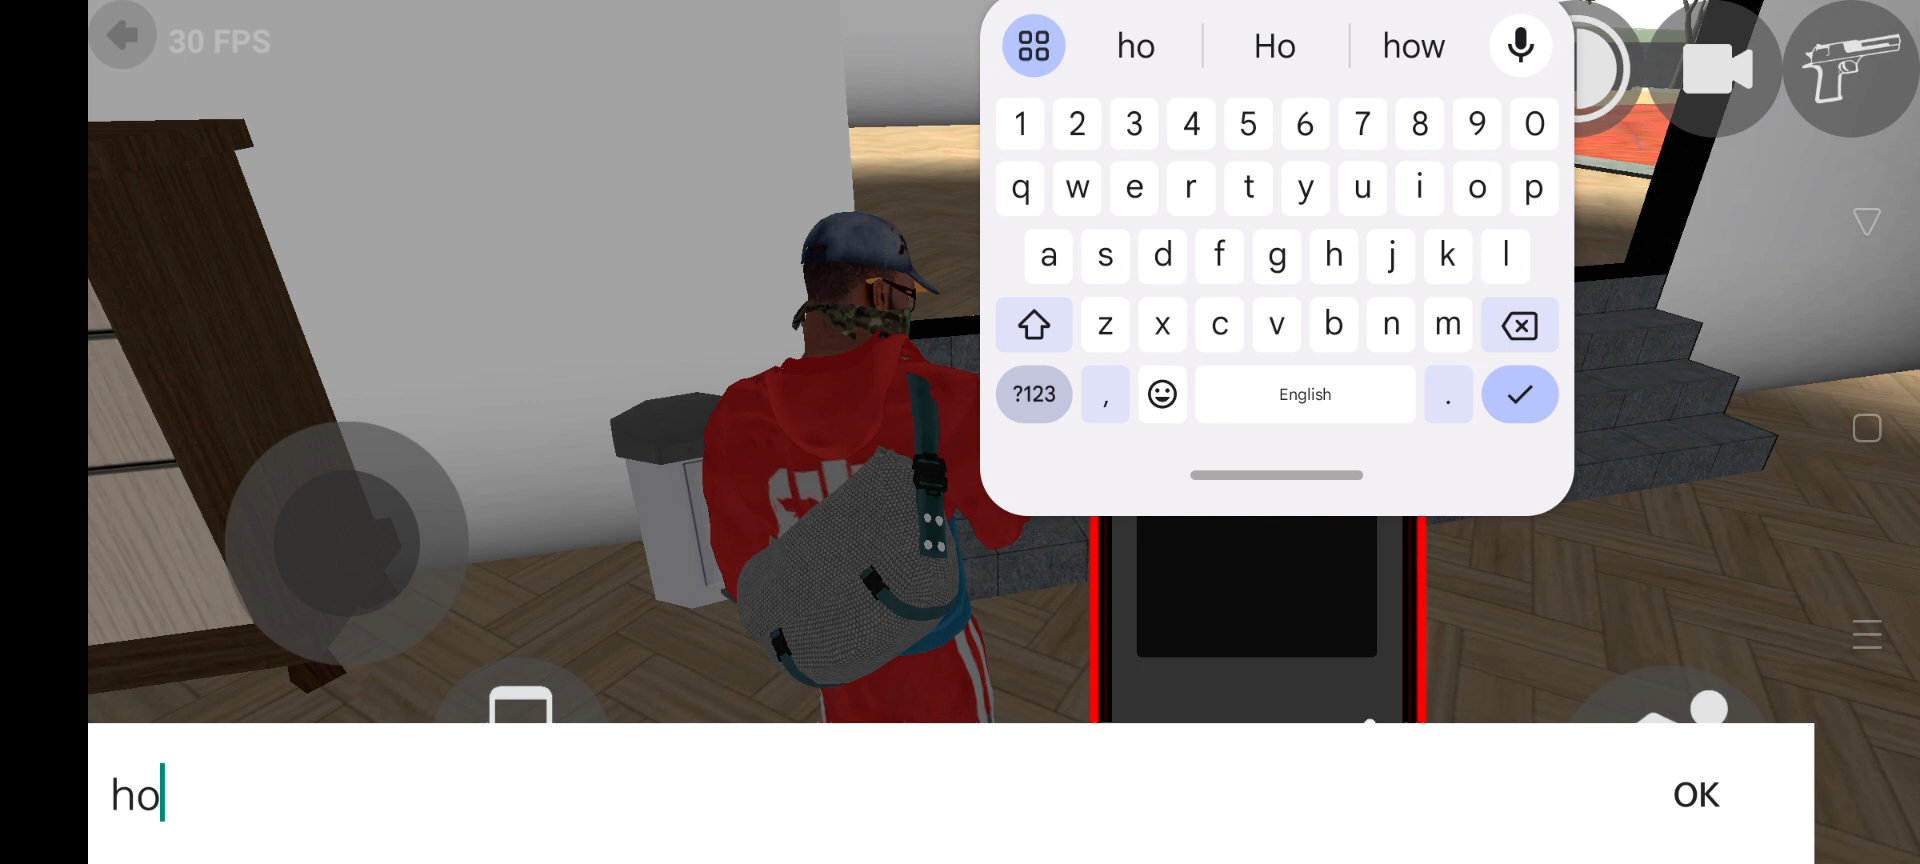 30 FPS
ho Ho how
1 2 3 4 5 6 7 8 9 0
q w e r t y u i o p
a s d f g h j k l
z x c v b n m
?123 , English .
ho
OK